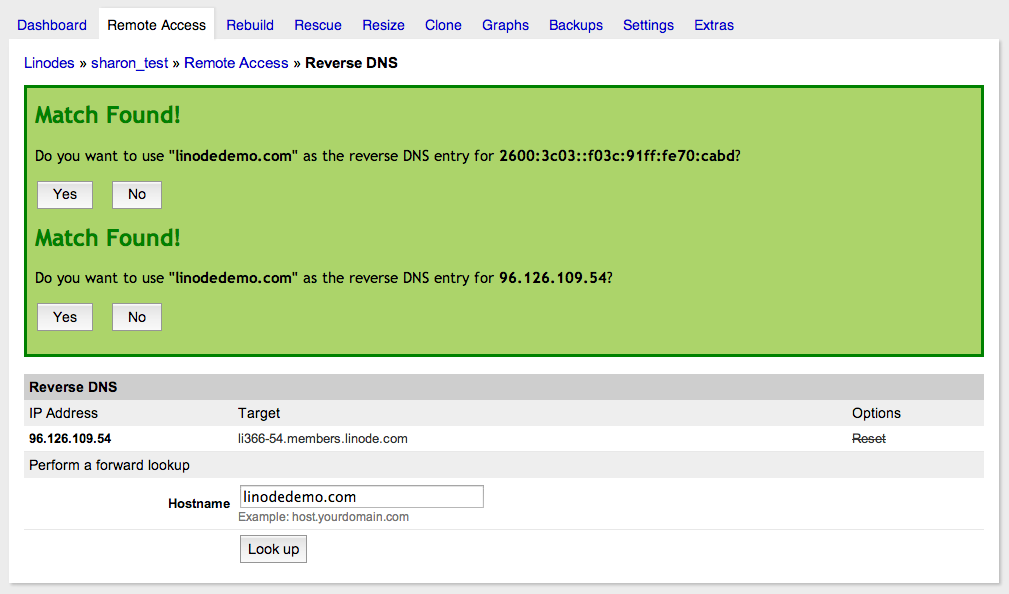 Dashboard Remote Access Rebuild Rescue Resize Clone Graphs Backups Settings Extras
Linodes » sharon_test » Remote Access » Reverse DNS
Match Found!
Do you want to use "linodedemo.com" as the reverse DNS entry for 2600:3c03::f03c:91ff:fe70:cabd?
Yes No
Match Found!
Do you want to use "linodedemo.com" as the reverse DNS entry for 96.126.109.54?
Yes No
Reverse DNS
IP Address Target Options
96.126.109.54 li366-54.members.linode.com Reset
Perform a forward lookup
Hostname linodedemo.com
Example: host.yourdomain.com
Look up